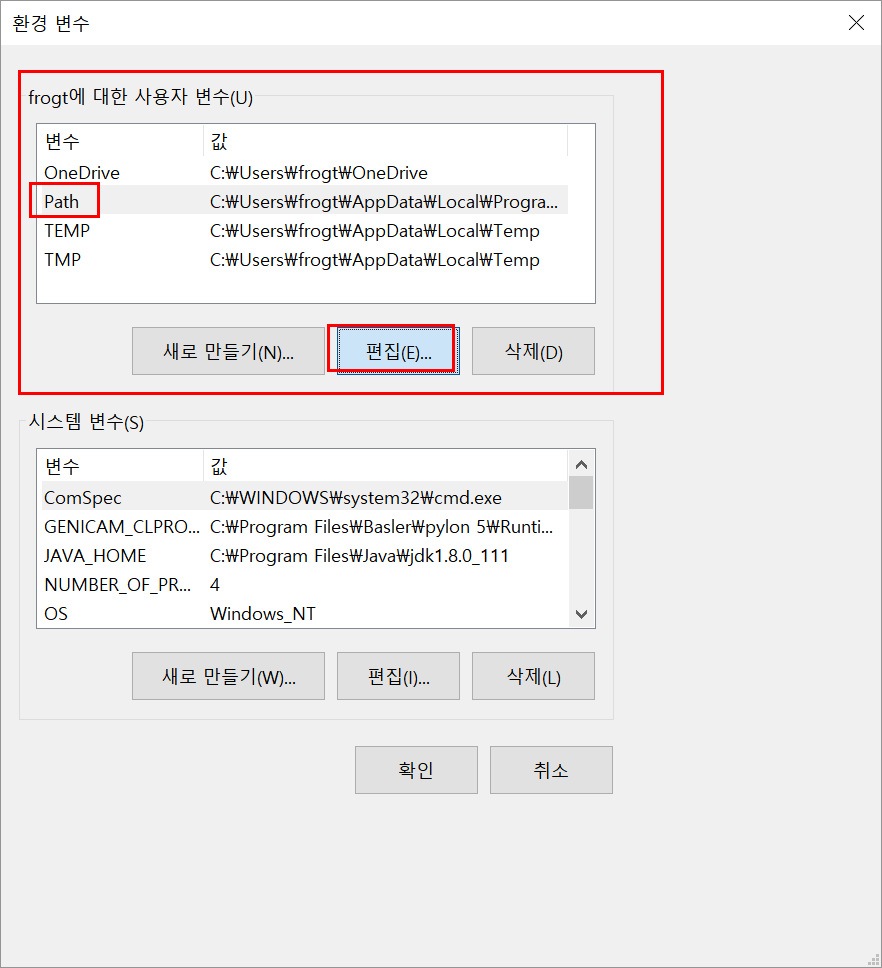 환경 변수
frogt에 대한 사용자 변수(U)
변수 값
OneDrive C:₩Users₩frogt₩OneDrive
Path C:₩Users₩frogt₩AppData₩Local₩Progra...
TEMP C:₩Users₩frogt₩AppData₩Local₩Temp
TMP C:₩Users₩frogt₩AppData₩Local₩Temp
새로 만들기(N)... 편집(E)... 삭제(D)
시스템 변수(S)
변수 값
ComSpec C:₩WINDOWS₩system32₩cmd.exe
GENICAM_CLPRO... C:₩Program Files₩Basler₩pylon 5₩Runti...
JAVA_HOME C:₩Program Files₩Java₩jdk1.8.0_111
NUMBER_OF_PR... 4
OS Windows_NT
새로 만들기(W)... 편집(I)... 삭제(L)
확인 취소